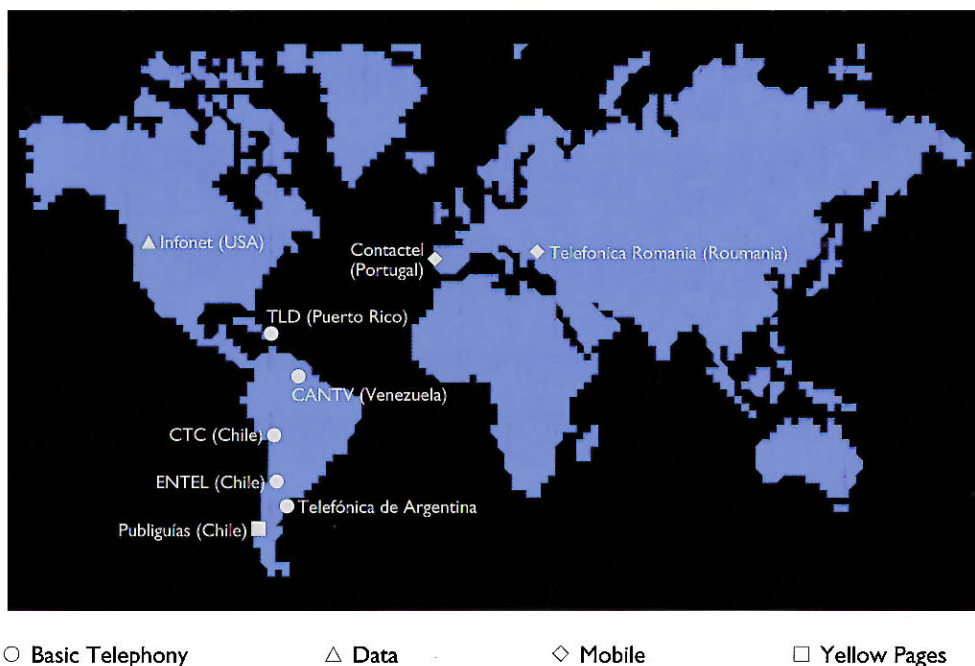 Infonet (USA)
Contactel
(Portugal)
Telefonica Romania (Roumania)
TLD (Puerto Rico)
CANTV (Venezuela)
CTC (Chile)
ENTEL (Chile)
Telefónica de Argentina
Publiguías (Chile)
Basic Telephony
Data
Mobile
Yellow Pages